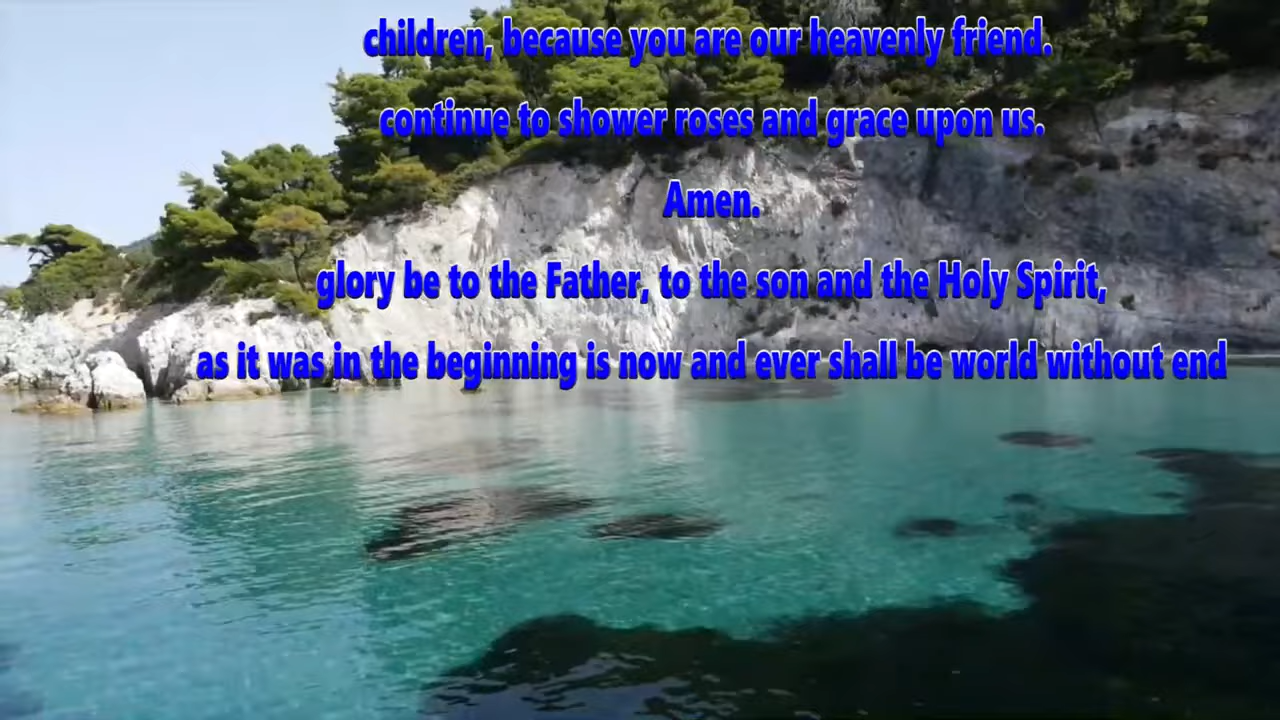 children, because you are our heavenly friend.
continue to shower roses and grace upon us.
Amen.
glory be to the Father, to the son and the Holy Spirit,
as it was in the beginning is now and ever shall be world without end